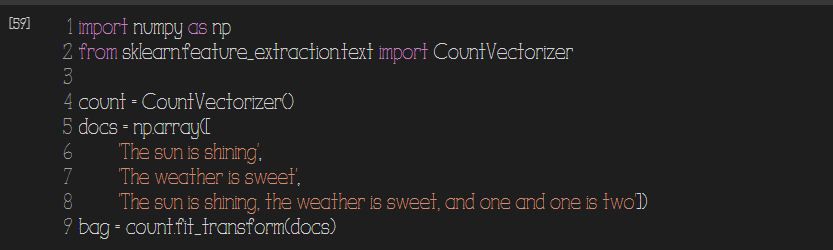 [59]
1 import numpy as np
2 from sklearn.feature_extraction.text import CountVectorizer
3
4 count = CountVectorizer()
5 docs = np.array([
6 'The sun is shining',
7 'The weather is sweet',
8 'The sun is shining, the weather is sweet, and one and one is two'])
9 bag = count.fit_transform(docs)